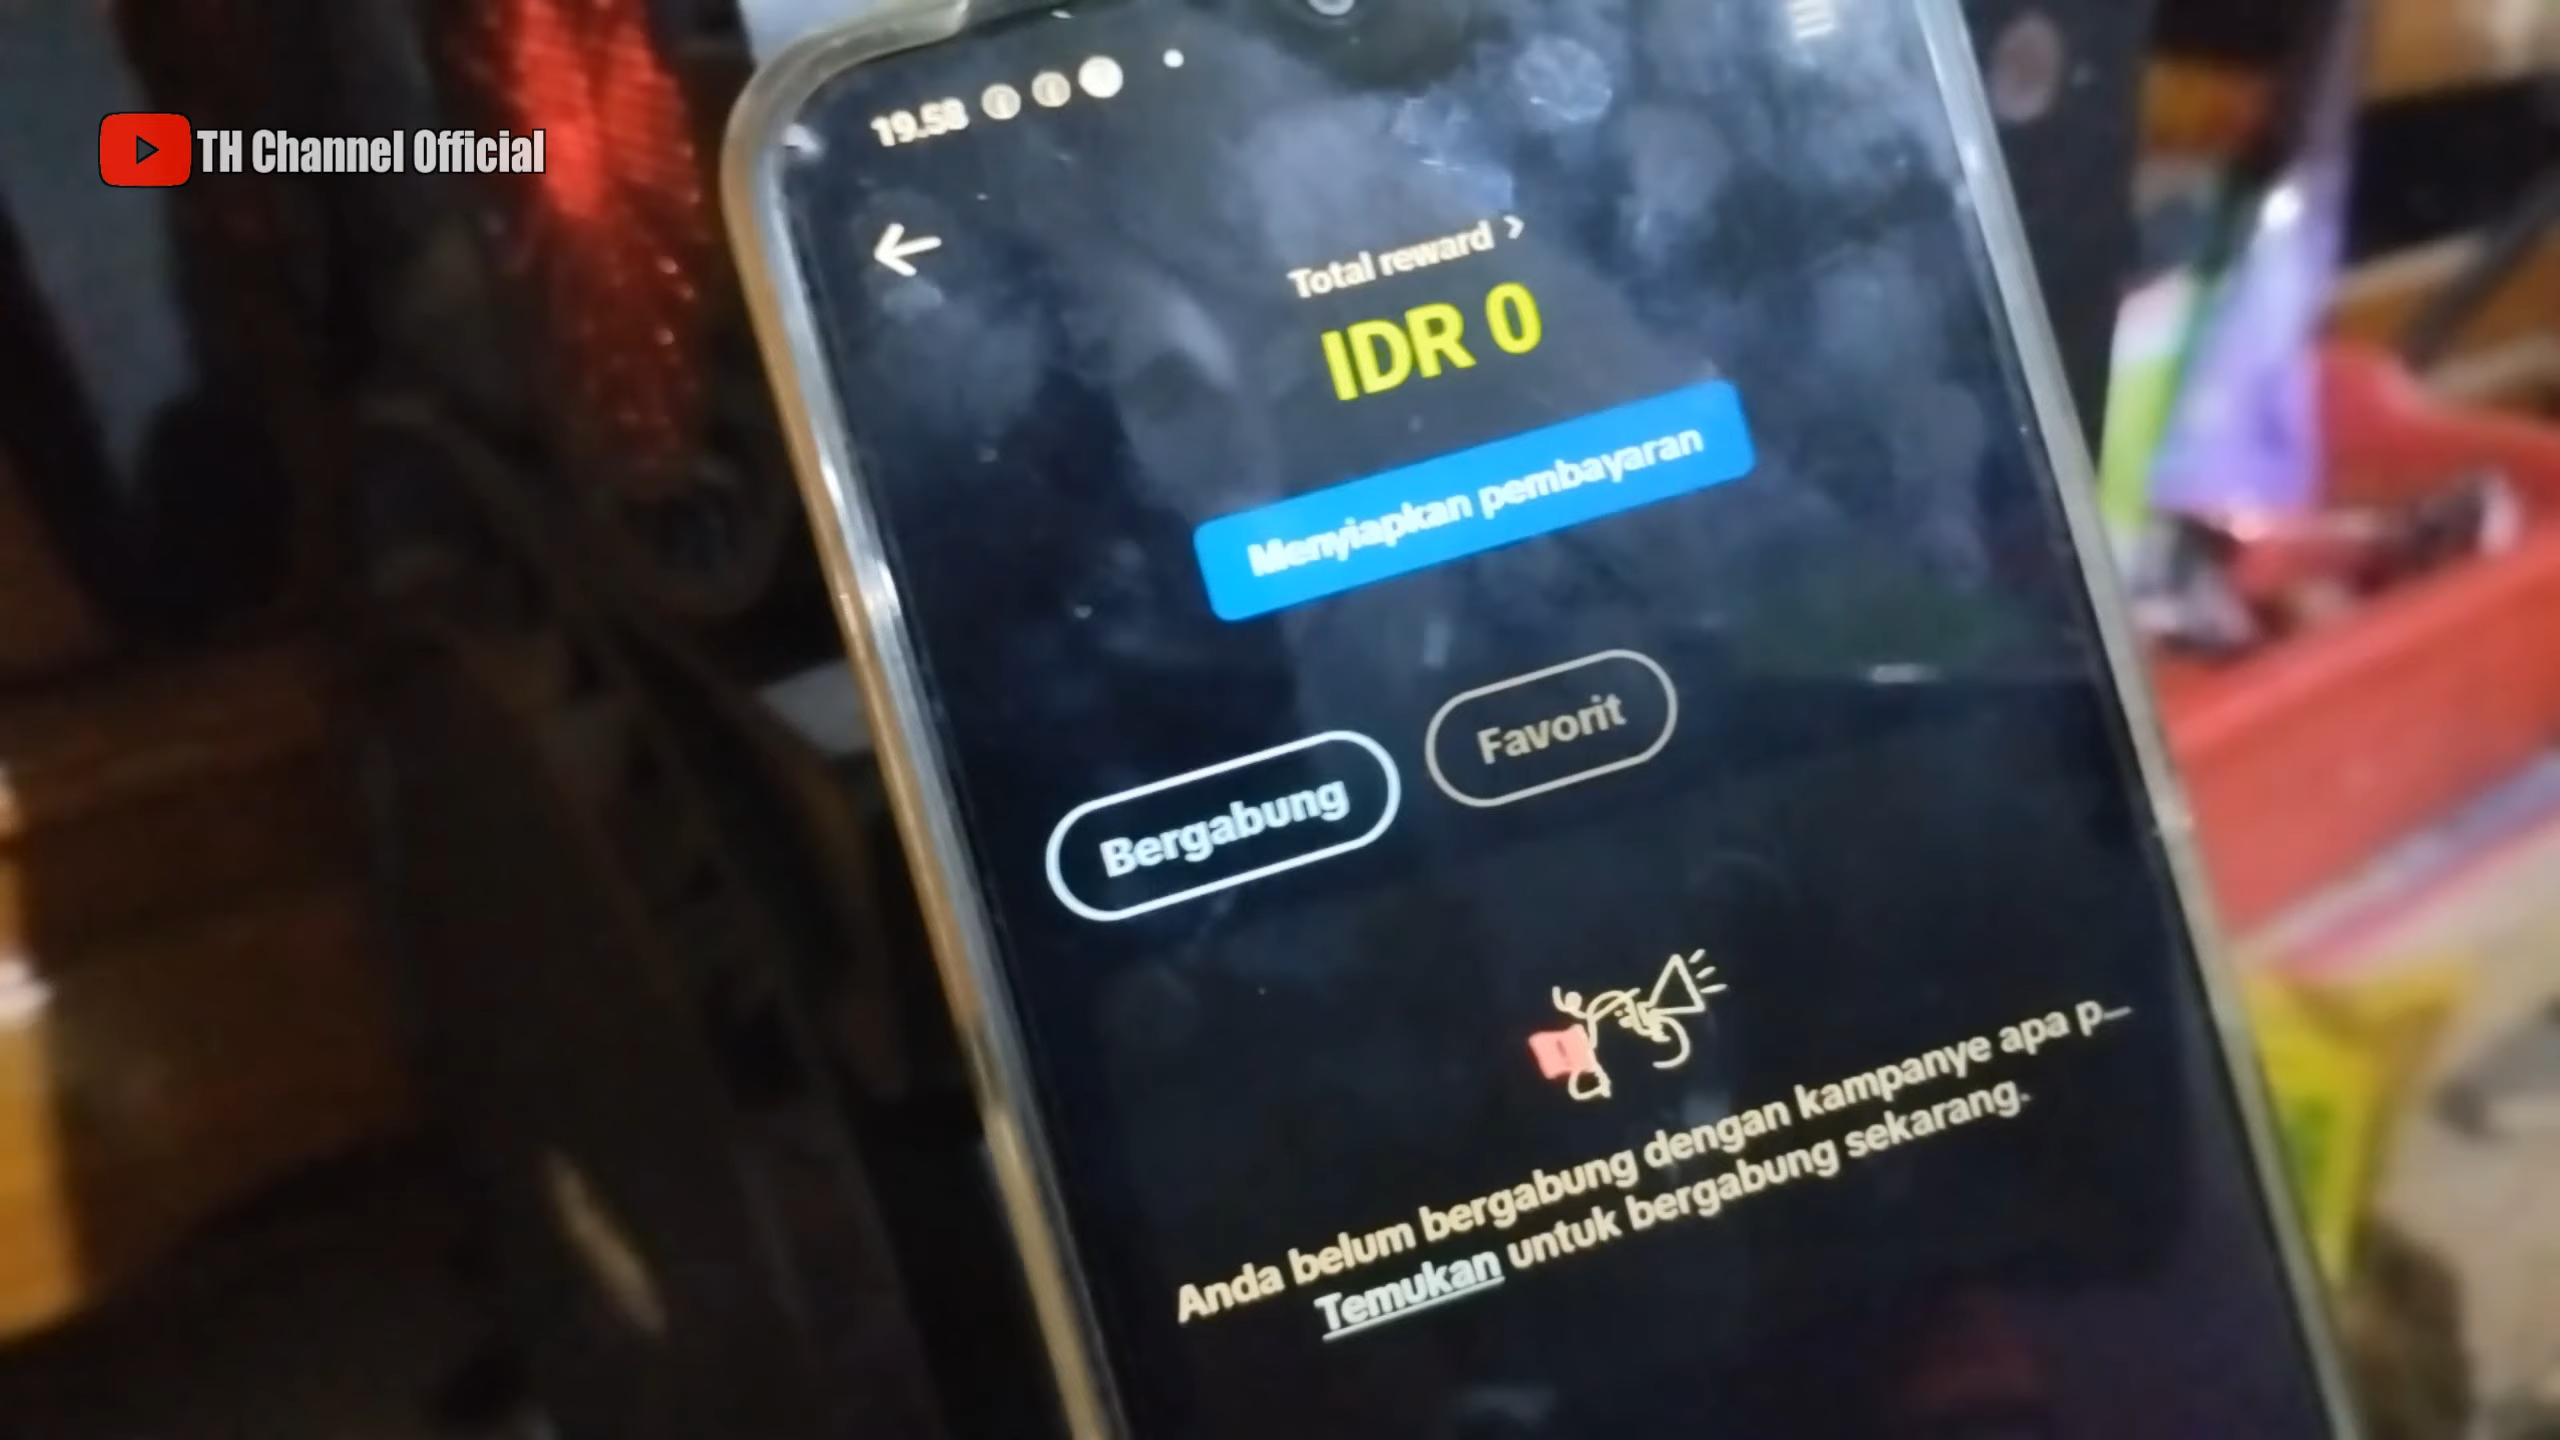 TH Channel Official
19.58
Total reward >
IDR 0
Menyiapkan pembayaran
Bergabung
Favorit
Anda belum bergabung dengan kampanye apa p...
Temukan untuk bergabung sekarang.